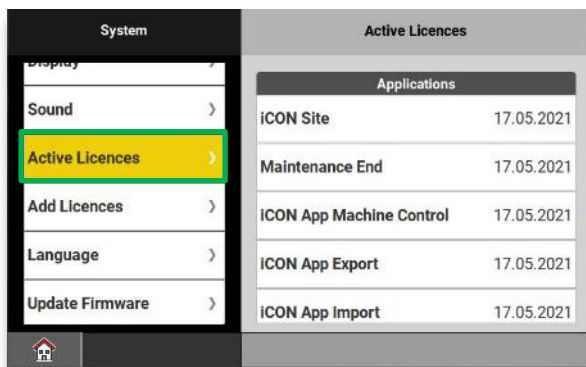 System
Active Licences
Display
Sound
Active Licences
Add Licences
Language
Update Firmware
Applications
iCON Site 17.05.2021
Maintenance End 17.05.2021
iCON App Machine Control 17.05.2021
iCON App Export 17.05.2021
iCON App Import 17.05.2021